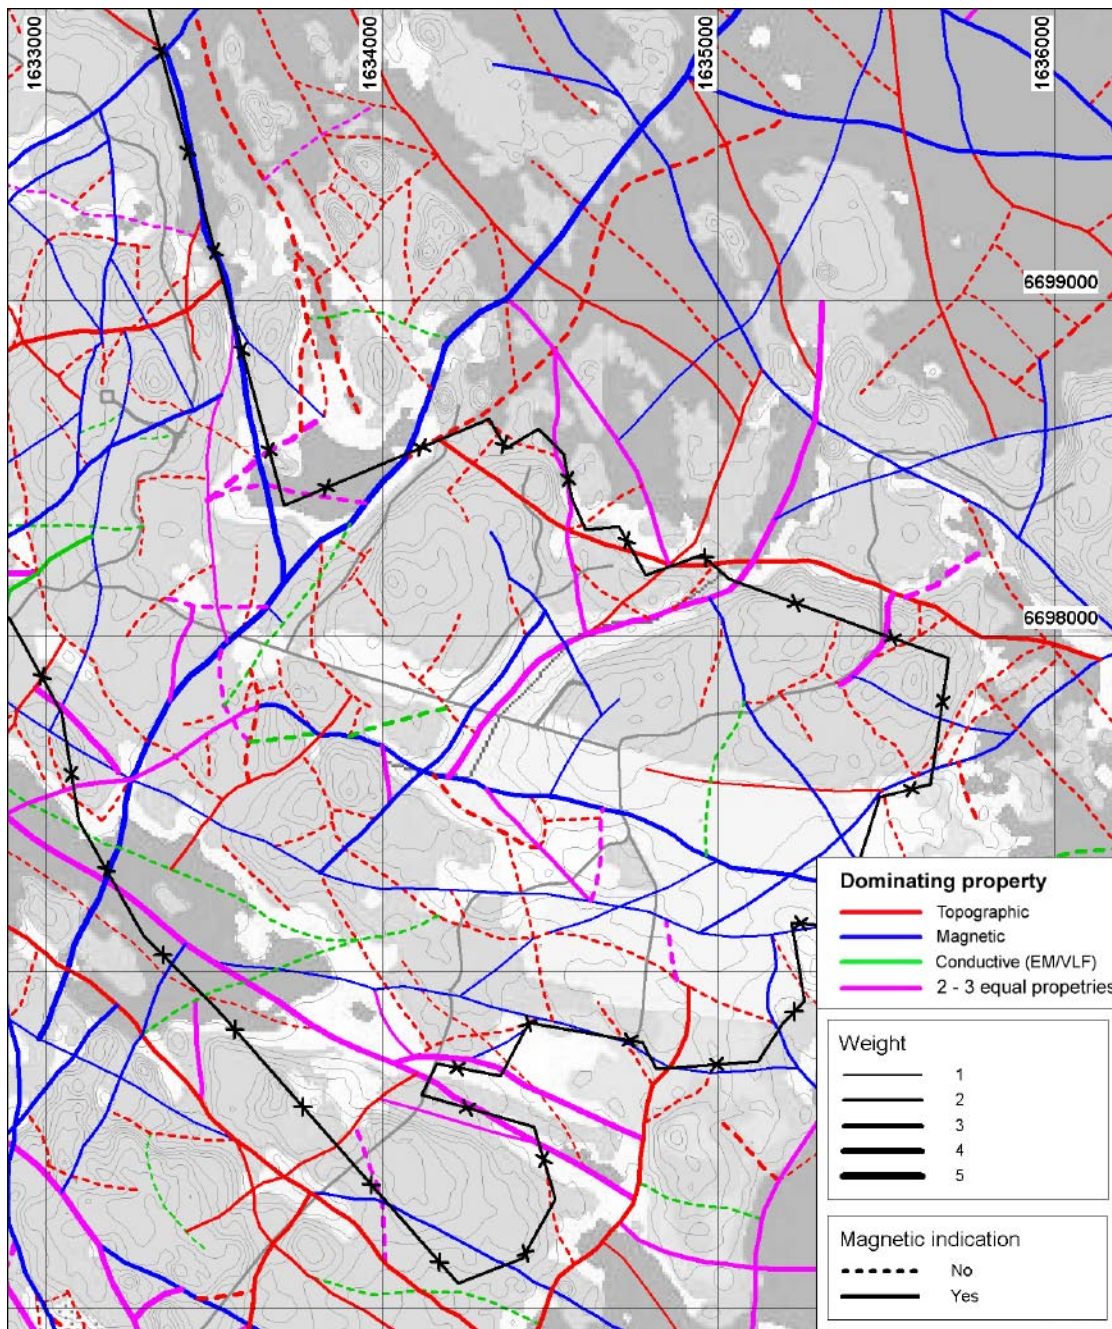 1633000
1634000
1635000
1636000
6699000
6698000
Dominating property
Topographic
Magnetic
Conductive (EM/VLF)
2 - 3 equal propetries
Weight
1
2
3
4
5
Magnetic indication
No
Yes